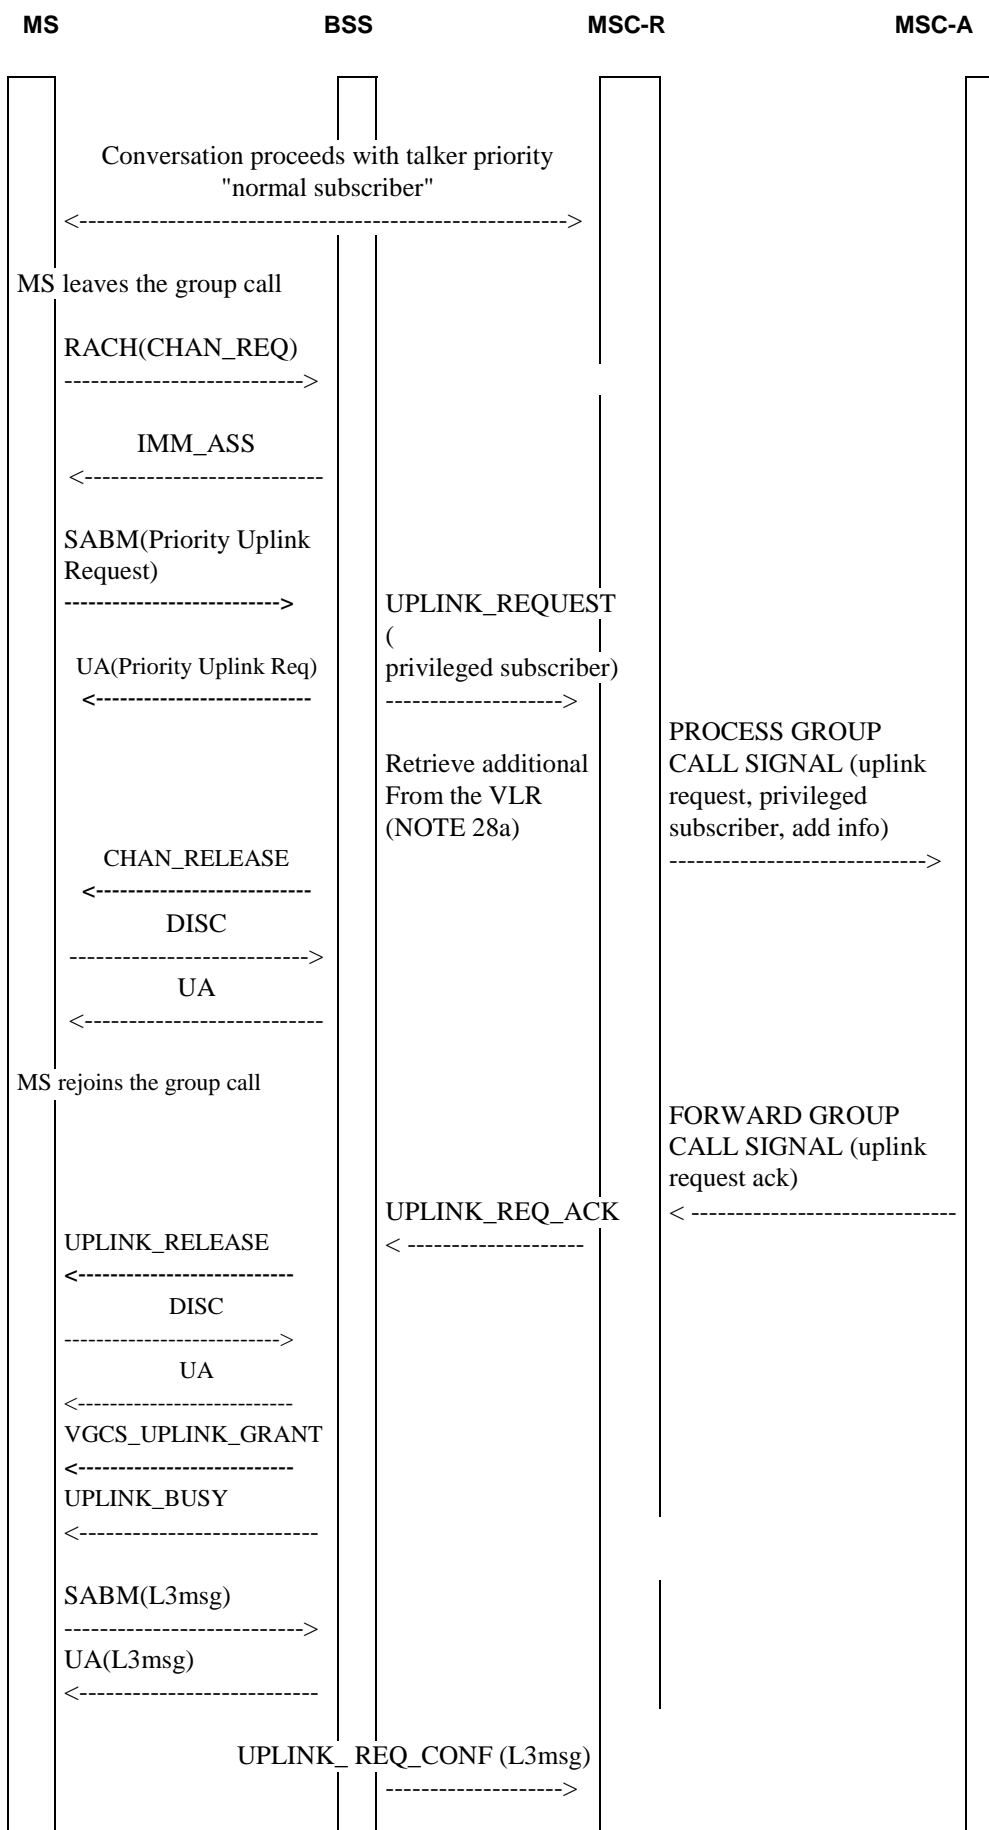 MS BSS MSC-R MSC-A
Conversation proceeds with talker priority
"normal subscriber"
<------------------------------------------------------->
MS leaves the group call
RACH(CHAN_REQ)
--------------------------->
IMM_ASS
<---------------------------
SABM(Priority Uplink
Request)
--------------------------->
UPLINK_REQUEST
(
privileged subscriber)
-------------------->
UA(Priority Uplink Req)
<---------------------------
PROCESS GROUP
CALL SIGNAL (uplink
request, privileged
subscriber, add info)
----------------------------->
Retrieve additional
From the VLR
(NOTE 28a)
CHAN_RELEASE
<---------------------------
DISC
--------------------------->
UA
<---------------------------
MS rejoins the group call
FORWARD GROUP
CALL SIGNAL (uplink
request ack)
< ------------------------------
UPLINK_REQ_ACK
< --------------------
UPLINK_RELEASE
<---------------------------
DISC
--------------------------->
UA
<---------------------------
VGCS_UPLINK_GRANT
<---------------------------
UPLINK_BUSY
<---------------------------
SABM(L3msg)
--------------------------->
UA(L3msg)
<---------------------------
UPLINK_ REQ_CONF (L3msg)
-------------------->